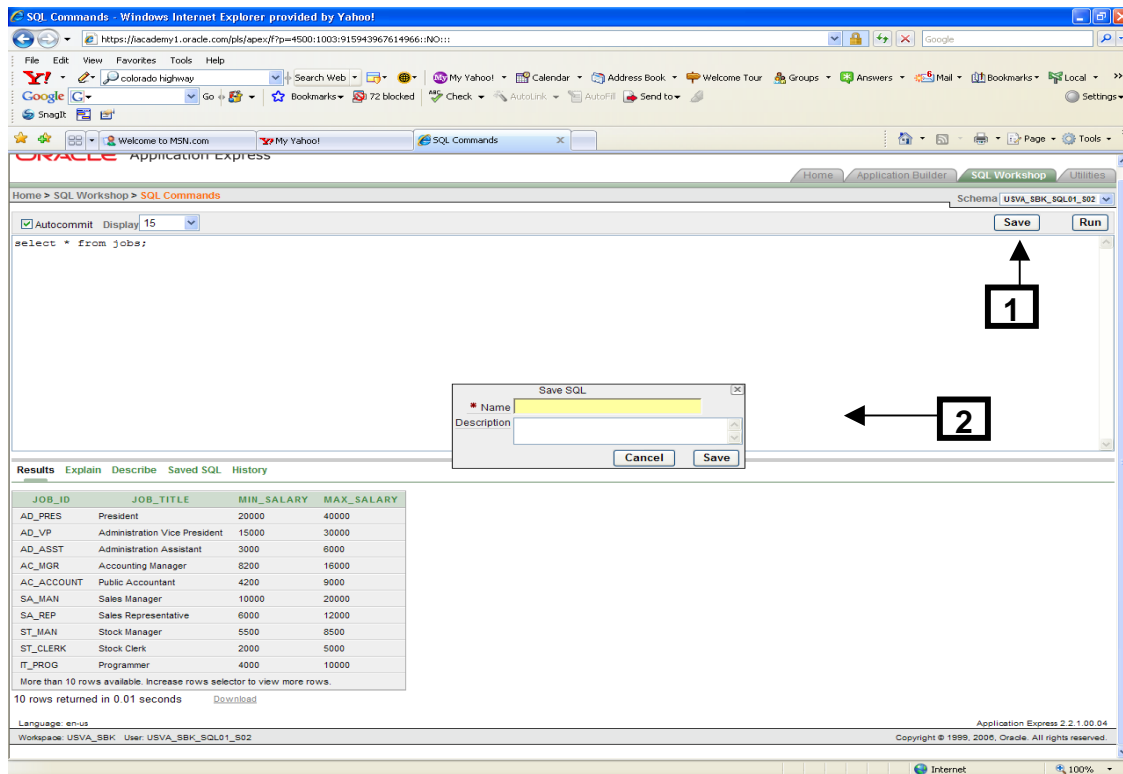 SQL Commands - Windows Internet Explorer provided by Yahoo!
https://iacademy1.oracle.com/pls/apex/f?p=4500:1003:915943967614966::NO:::
Google
File Edit View Favorites Tools Help
Y! colorado highway Search Web My Yahoo! Calendar Address Book Welcome Tour Groups Answers Mail Bookmarks Local »
Google G Go Bookmarks 72 blocked ABC Check AutoLink AutoFill Send to Settings
SnagIt
Welcome to MSN.com My Yahoo! SQL Commands x Page Tools
ORACLE Application Express
Home Application Builder SQL Workshop Utilities
Home > SQL Workshop > SQL Commands
Schema USVA_SBK_SQL01_S02
Autocommit Display 15 Save Run
select * from jobs;
1
Save SQL
* Name
Description
Cancel Save
2
Results Explain Describe Saved SQL History
JOB_ID JOB_TITLE MIN_SALARY MAX_SALARY
AD_PRES President 20000 40000
AD_VP Administration Vice President 15000 30000
AD_ASST Administration Assistant 3000 6000
AC_MGR Accounting Manager 8200 16000
AC_ACCOUNT Public Accountant 4200 9000
SA_MAN Sales Manager 10000 20000
SA_REP Sales Representative 6000 12000
ST_MAN Stock Manager 5500 8500
ST_CLERK Stock Clerk 2000 5000
IT_PROG Programmer 4000 10000
More than 10 rows available. Increase rows selector to view more rows.
10 rows returned in 0.01 seconds Download
Language: en-us
Application Express 2.2.1.00.04
Workspace: USVA_SBK User: USVA_SBK_SQL01_S02
Copyright © 1999, 2006, Oracle. All rights reserved.
Internet 100%